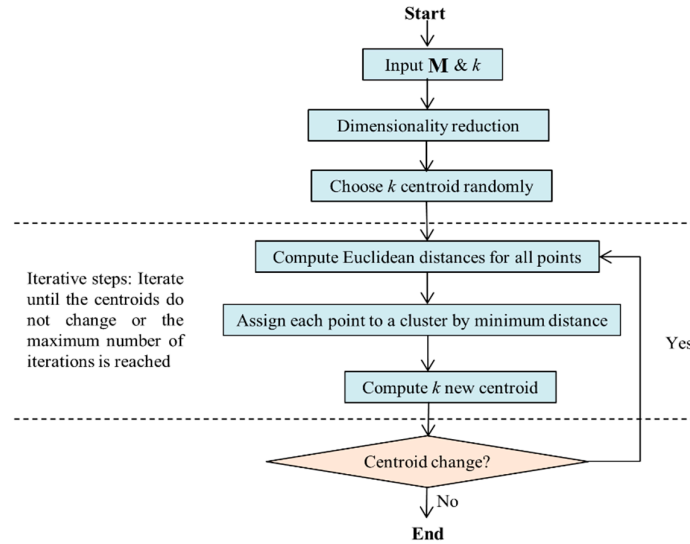 Start
Input M & k
Dimensionality reduction
Choose k centroid randomly
Compute Euclidean distances for all points
Iterative steps: Iterate
until the centroids do
not change or the
maximum number of
iterations is reached
Assign each point to a cluster by minimum distance
Yes
Compute k new centroid
Centroid change?
No
End